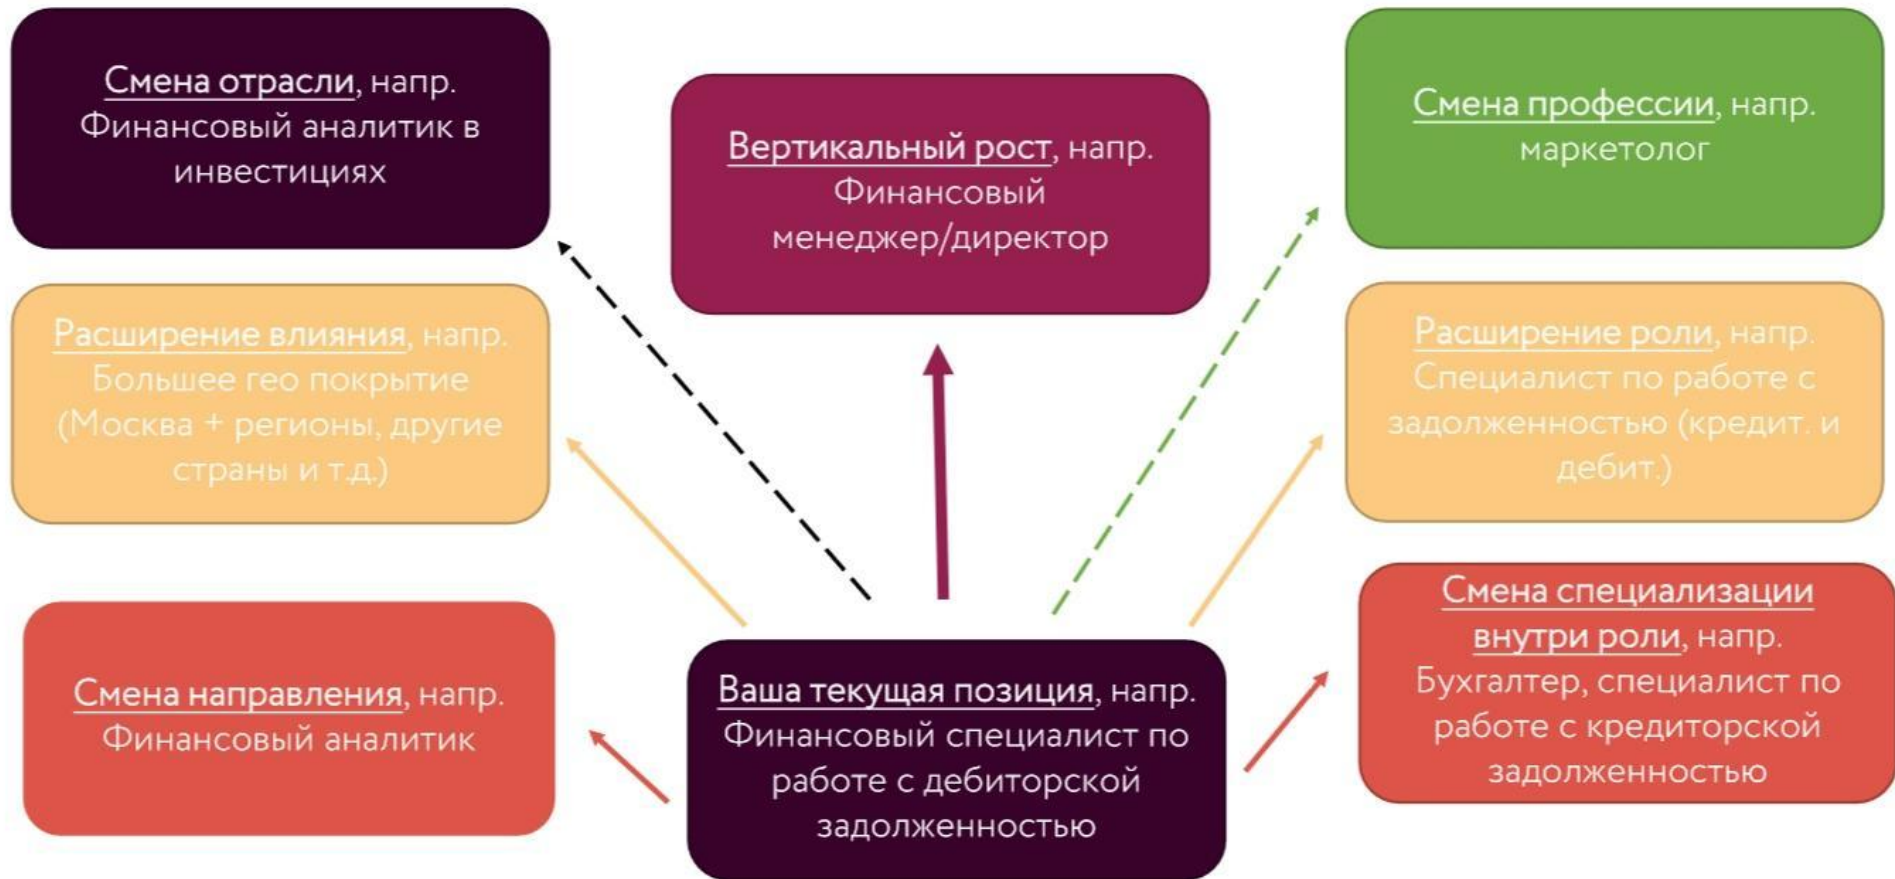 Смена отрасли, напр.
Финансовый аналитик в
инвестициях
Вертикальный рост, напр.
Финансовый
менеджер/директор
Смена профессии, напр.
маркетолог
Расширение влияния, напр.
Большее гео покрытие
(Москва + регионы, другие
страны и т.д.)
Расширение роли, напр.
Специалист по работе с
задолженностью (кредит. и
дебит.)
Смена направления, напр.
Финансовый аналитик
Ваша текущая позиция, напр.
Финансовый специалист по
работе с дебиторской
задолженностью
Смена специализации
внутри роли, напр.
Бухгалтер, специалист по
работе с кредиторской
задолженностью